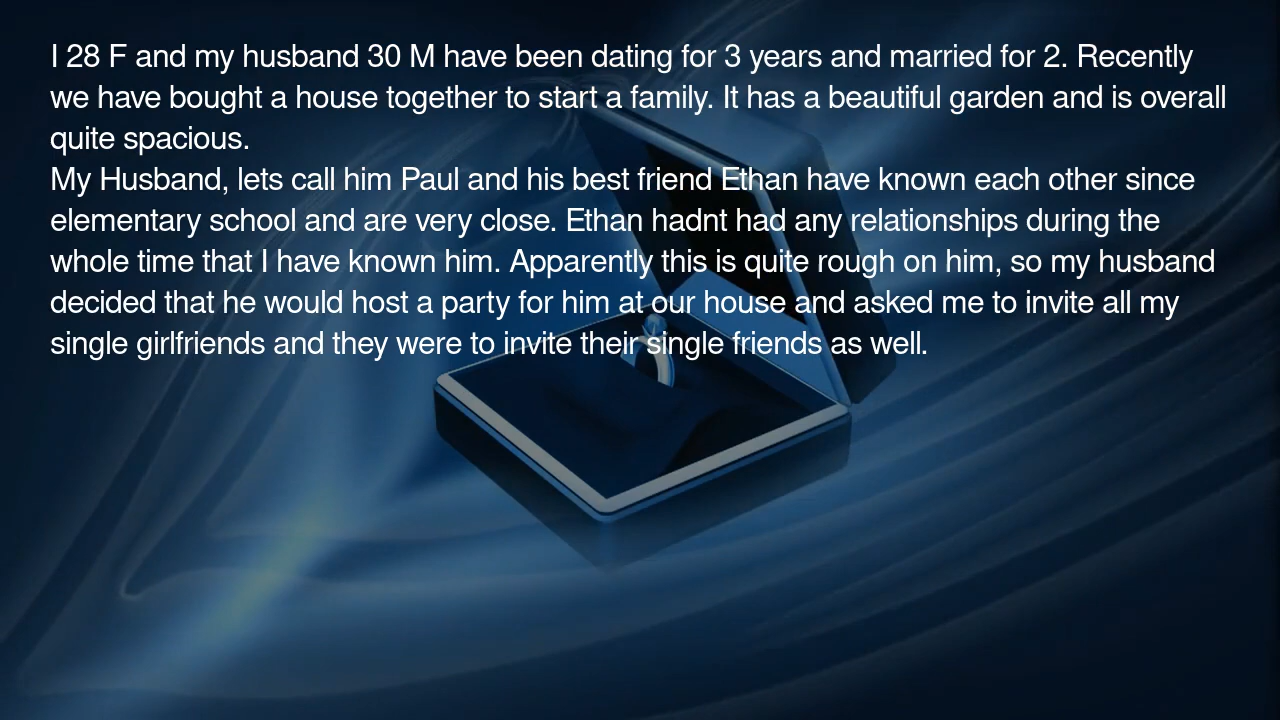 I 28 F and my husband 30 M have been dating for 3 years and married for 2. Recently
we have bought a house together to start a family. It has a beautiful garden and is overall
quite spacious.
My Husband, lets call him Paul and his best friend Ethan have known each other since
elementary school and are very close. Ethan hadnt had any relationships during the
whole time that I have known him. Apparently this is quite rough on him, so my husband
decided that he would host a party for him at our house and asked me to invite all my
single girlfriends and they were to invite their single friends as well.